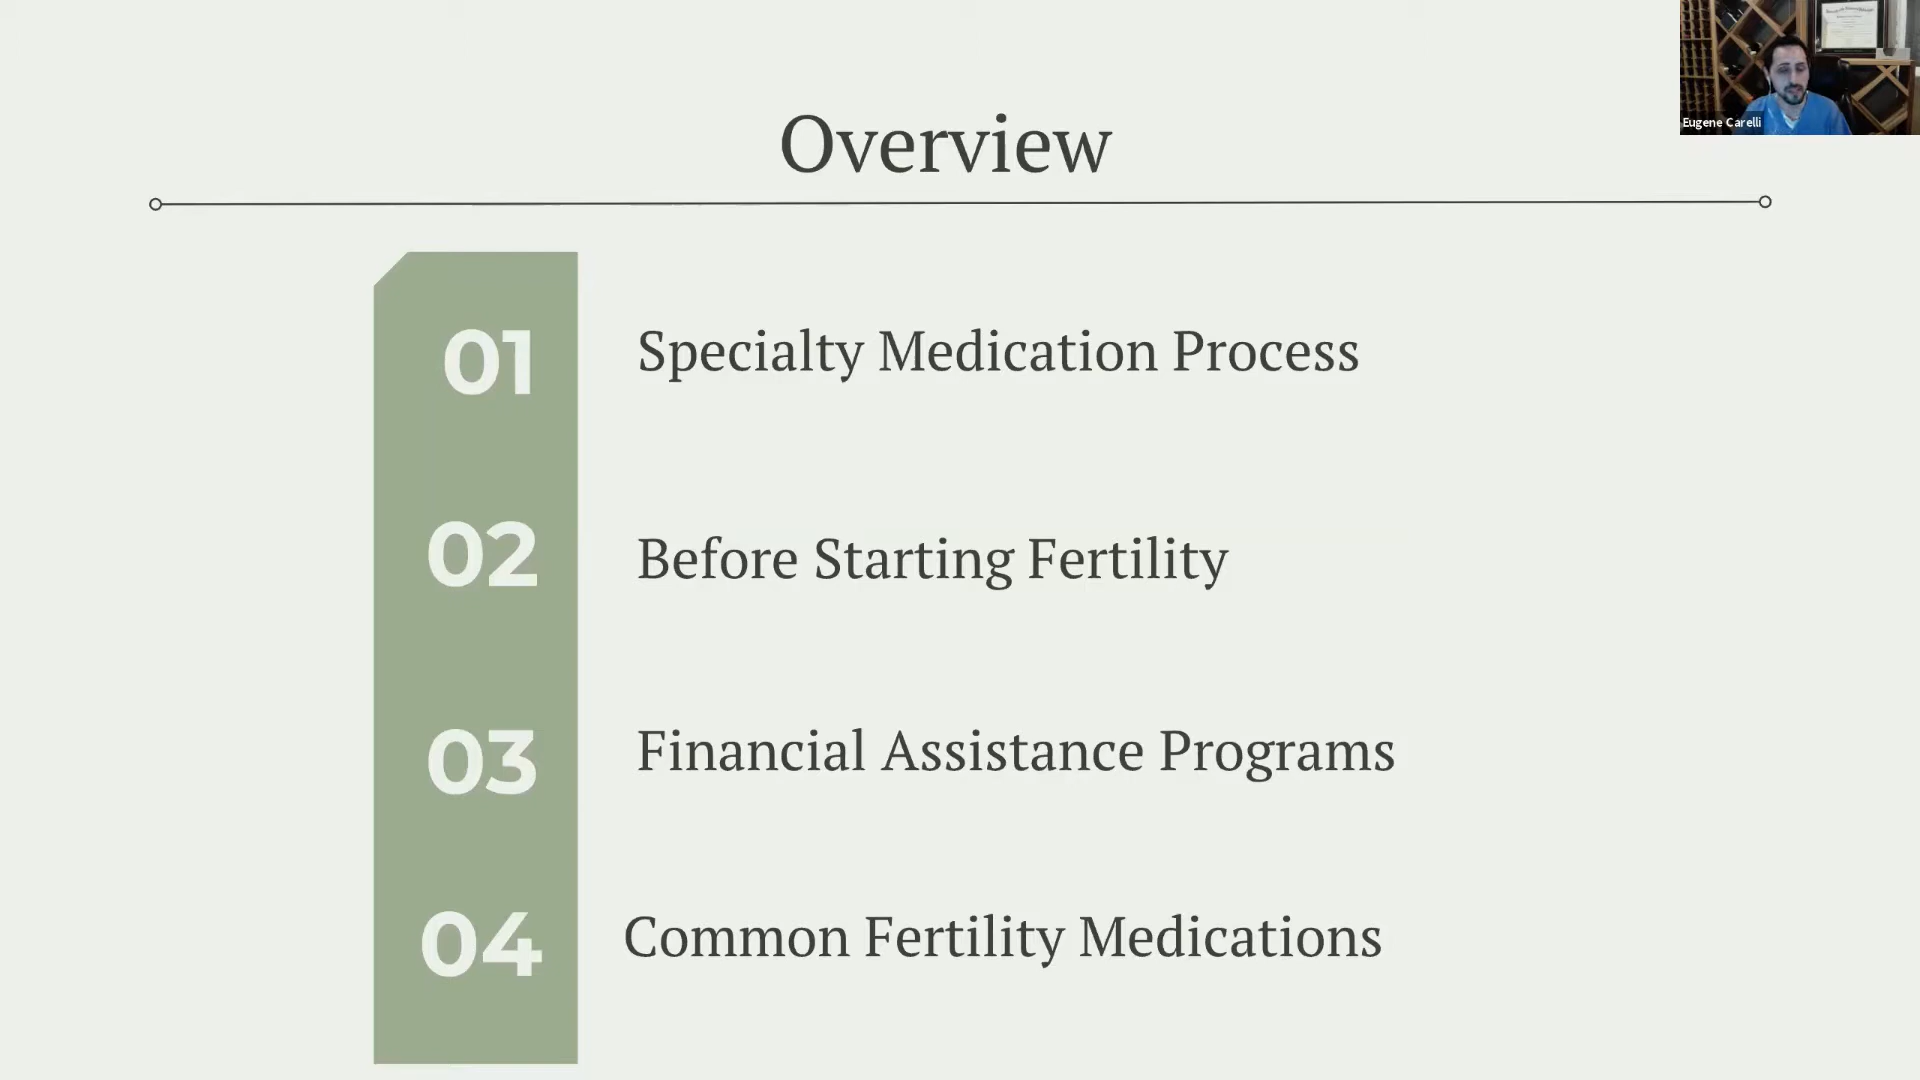 Overview
Eugene Carelli
01 Specialty Medication Process
02 Before Starting Fertility
03 Financial Assistance Programs
04 Common Fertility Medications